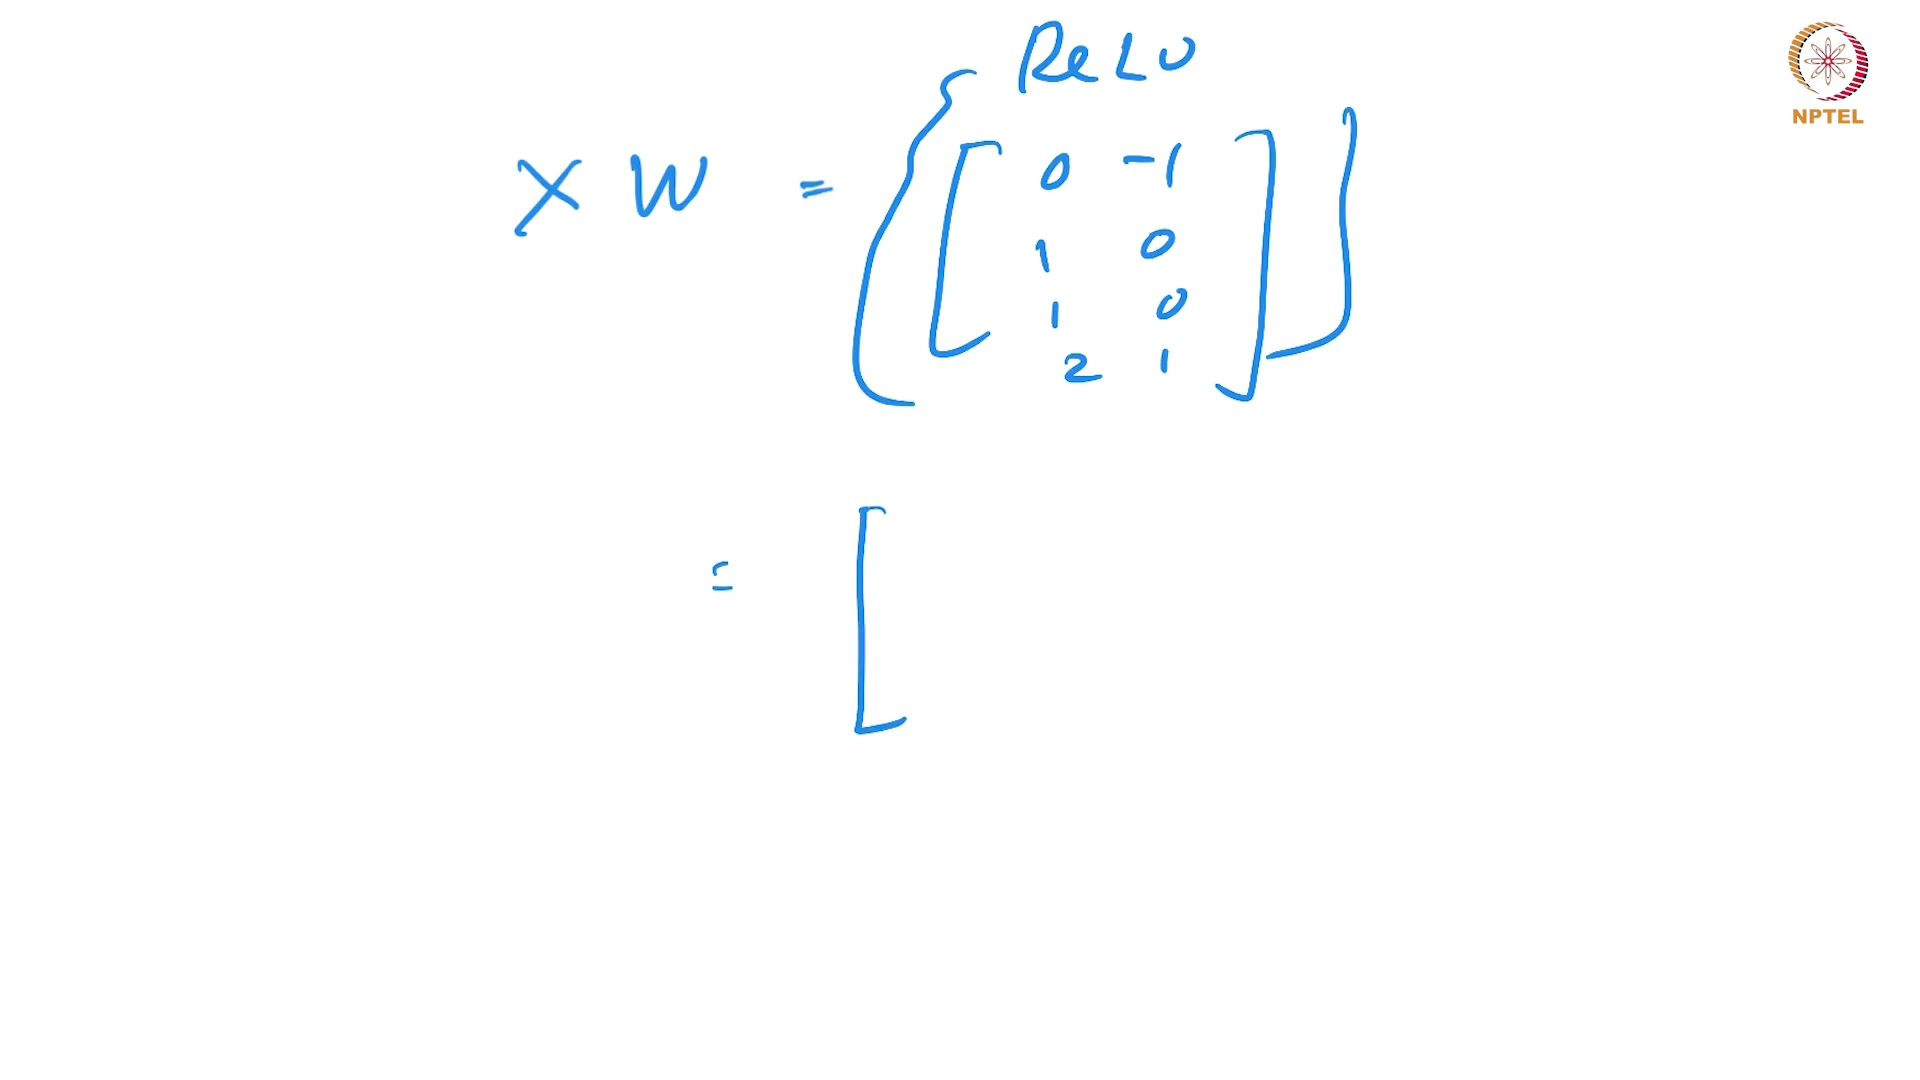 ReLU
X W = [ 0 -1 ]
1 0
1 0
2 1
= [
NPTEL